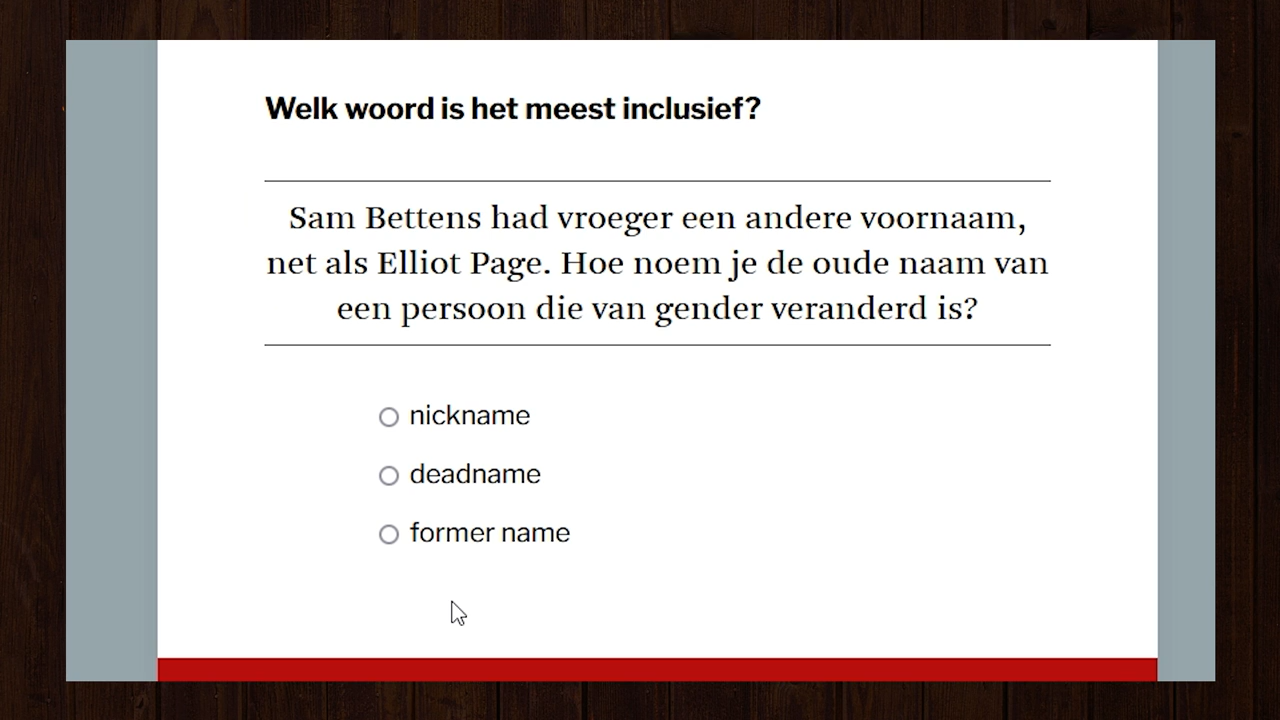 Welk woord is het meest inclusief?
Sam Bettens had vroeger een andere voornaam,
net als Elliot Page. Hoe noem je de oude naam van
een persoon die van gender veranderd is?
nickname
deadname
former name